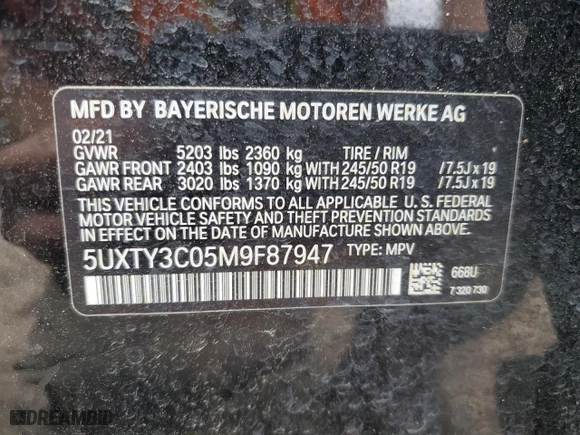 MFD BY BAYERISCHE MOTOREN WERKE AG
02/21
GVWR 5203 lbs 2360 kg TIRE / RIM
GAWR FRONT 2403 lbs 1090 kg WITH 245/50 R19 / 7.5J x 19
GAWR REAR 3020 lbs 1370 kg WITH 245/50 R19 / 7.5J x 19
THIS VEHICLE CONFORMS TO ALL APPLICABLE U. S. FEDERAL
MOTOR VEHICLE SAFETY AND THEFT PREVENTION STANDARDS
IN EFFECT ON THE DATE OF MANUFACTURE SHOWN ABOVE.
5UXTY3C05M9F87947 TYPE: MPV
668U
7 320 730
DREAMBID